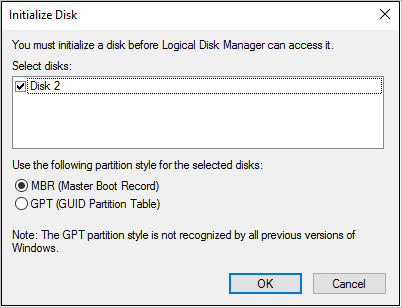 Initialize Disk
You must initialize a disk before Logical Disk Manager can access it.
Select disks:
Disk 2
Use the following partition style for the selected disks:
MBR (Master Boot Record)
GPT (GUID Partition Table)
Note: The GPT partition style is not recognized by all previous versions of
Windows.
OK
Cancel